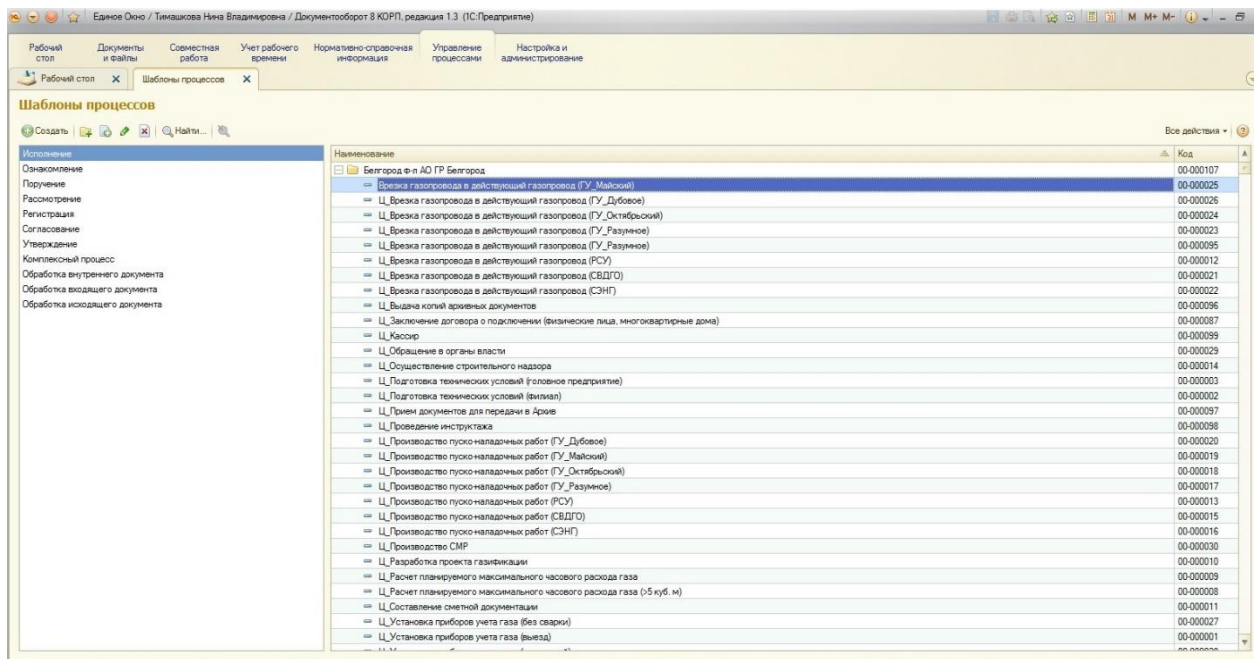 Единое Окно / Тимашкова Нина Владимировна / Документооборот 8 КОРП, редакция 1.3 (1С:Предприятие)
M M+ M-
Рабочий стол
Документы и файлы
Совместная работа
Учет рабочего времени
Нормативно-справочная информация
Управление процессами
Настройка и администрирование
Рабочий стол
Шаблоны процессов
Шаблоны процессов
Создать
Найти...
Все действия
Исполнение
Ознакомление
Поручение
Рассмотрение
Регистрация
Согласование
Утверждение
Комплексный процесс
Обработка внутреннего документа
Обработка входящего документа
Обработка исходящего документа
Наименование Код
Белгород ф-л АО ГР Белгород 00-000107
Врезка газопровода в действующий газопровод (ГУ_Майский) 00-000025
Ц_Врезка газопровода в действующий газопровод (ГУ_Дубовое) 00-000026
Ц_Врезка газопровода в действующий газопровод (ГУ_Октябрьский) 00-000024
Ц_Врезка газопровода в действующий газопровод (ГУ_Разумное) 00-000023
Ц_Врезка газопровода в действующий газопровод (ГУ_Разумное) 00-000095
Ц_Врезка газопровода в действующий газопровод (РСУ) 00-000012
Ц_Врезка газопровода в действующий газопровод (СВДГО) 00-000021
Ц_Врезка газопровода в действующий газопровод (СЭНГ) 00-000022
Ц_Выдача копий архивных документов 00-000096
Ц_Заключение договора о подключении (физические лица, многоквартирные дома) 00-000087
Ц_Кассир 00-000099
Ц_Обращение в органы власти 00-000029
Ц_Осуществление строительного надзора 00-000014
Ц_Подготовка технических условий (головное предприятие) 00-000003
Ц_Подготовка технических условий (филиал) 00-000002
Ц_Прием документов для передачи в Архив 00-000097
Ц_Проведение инструктажа 00-000098
Ц_Производство пуско-наладочных работ (ГУ_Дубовое) 00-000020
Ц_Производство пуско-наладочных работ (ГУ_Майский) 00-000019
Ц_Производство пуско-наладочных работ (ГУ_Октябрьский) 00-000018
Ц_Производство пуско-наладочных работ (ГУ_Разумное) 00-000017
Ц_Производство пуско-наладочных работ (РСУ) 00-000013
Ц_Производство пуско-наладочных работ (СВДГО) 00-000015
Ц_Производство пуско-наладочных работ (СЭНГ) 00-000016
Ц_Производство СМР 00-000030
Ц_Разработка проекта газификации 00-000010
Ц_Расчет планируемого максимального часового расхода газа 00-000009
Ц_Расчет планируемого максимального часового расхода газа (>5 куб. м) 00-000008
Ц_Составление сметной документации 00-000011
Ц_Установка приборов учета газа (без сварки) 00-000027
Ц_Установка приборов учета газа (выезд) 00-000001